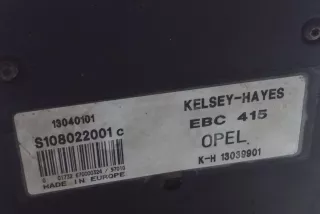 KELSEY-HAYES
13040101
EBC 415
S108022001 C
OPEL
K-H 13039901
MADE IN EUROPE